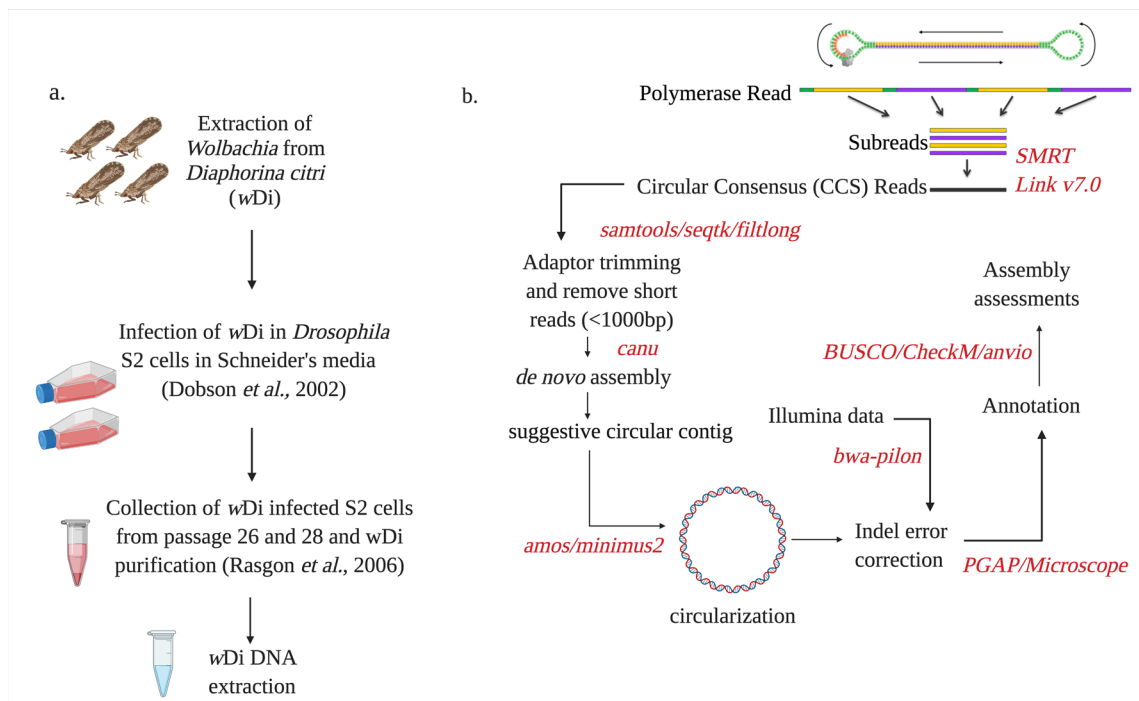 a.
Extraction of
Wolbachia from
Diaphorina citri
(wDi)
Infection of wDi in Drosophila
S2 cells in Schneider's media
(Dobson et al., 2002)
Collection of wDi infected S2 cells
from passage 26 and 28 and wDi
purification (Rasgon et al., 2006)
wDi DNA
extraction
b.
Polymerase Read
Subreads
SMRT
Link v7.0
Circular Consensus (CCS) Reads
samtools/seqtk/filtlong
Adaptor trimming
and remove short
reads (<1000bp)
canu
de novo assembly
suggestive circular contig
amos/minimus2
circularization
Illumina data
bwa-pilon
Indel error
correction
PGAP/Microscope
Annotation
BUSCO/CheckM/anvio
Assembly
assessments